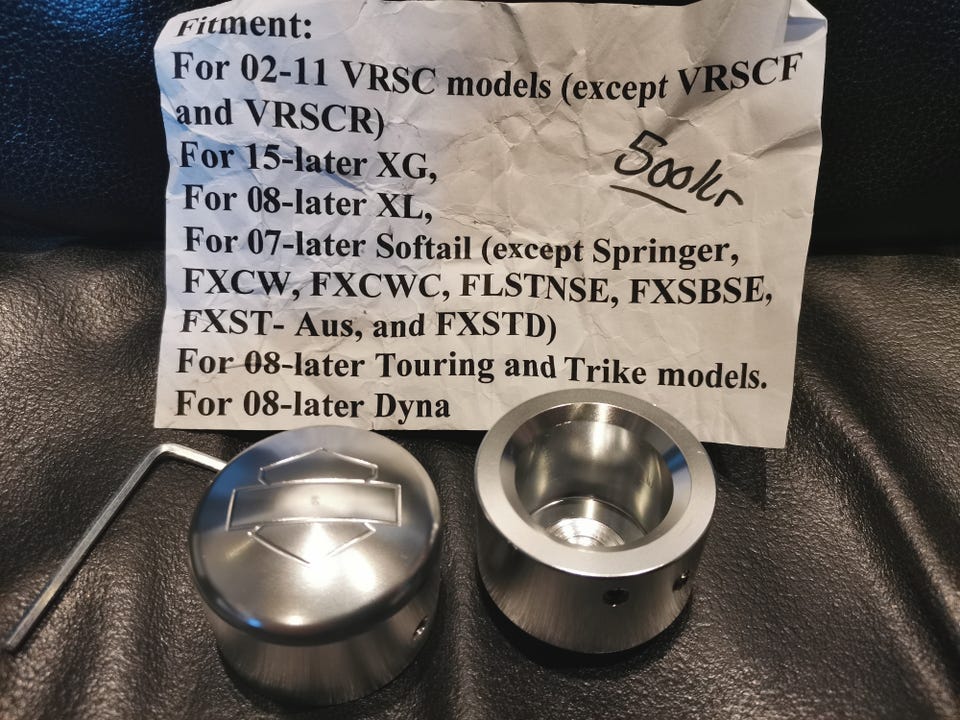 Fitment:
For 02-11 VRSC models (except VRSCF
and VRSCR)
500kr
For 15-later XG,
For 08-later XL,
For 07-later Softail (except Springer,
FXCW, FXCWC, FLSTNSE, FXSBSE,
FXST- Aus, and FXSTD)
For 08-later Touring and Trike models.
For 08-later Dyna